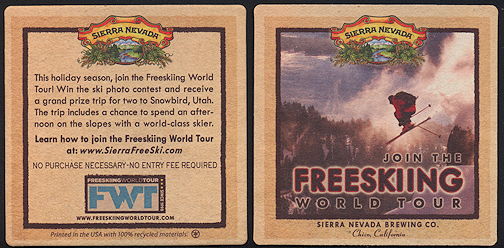 SIERRA NEVADA
This holiday season, join the Freeskiing World
Tour! Win the ski photo contest and receive
a grand prize trip for two to Snowbird, Utah.
The trip includes a chance to spend an after-
noon on the slopes with a world-class skier.
Learn how to join the Freeskiing World Tour
at: www.SierraFreeSki.com
NO PURCHASE NECESSARY-NO ENTRY FEE REQUIRED
FREESKIINGWORLDTOUR
FWT
WWW.FREESKIINGWORLDTOUR.COM
Printed in the USA with 100% recycled materials.
SIERRA NEVADA
JOIN THE
FREESKIING
WORLD TOUR
SIERRA NEVADA BREWING CO.
Chico, California